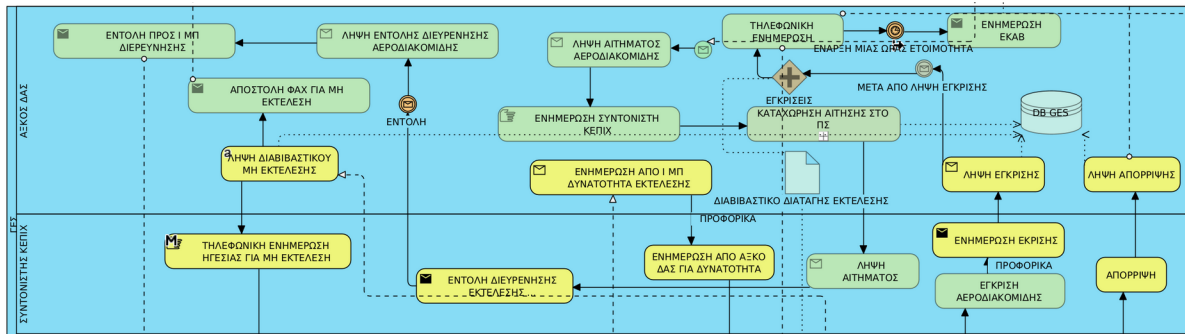 ΑΞΚΟΣ ΔΑΣ
ΓΕΣ
ΣΥΝΤΟΝΙΣΤΗΣ ΚΕΠΙΧ
ΕΝΤΟΛΗ ΠΡΟΣ Ι ΜΠ
ΔΙΕΡΕΥΝΗΣΗΣ
ΛΗΨΗ ΕΝΤΟΛΗΣ ΔΙΕΥΡΕΝΗΣΗΣ
ΑΕΡΟΔΙΑΚΟΜΙΔΗΣ
ΛΗΨΗ ΑΙΤΗΜΑΤΟΣ
ΑΕΡΟΔΙΑΚΟΜΙΔΗΣ
ΤΗΛΕΦΩΝΙΚΗ
ΕΝΗΜΕΡΩΣΗ
ΕΝΑΡΞΗ ΜΙΑΣ ΩΡΑΣ ΕΤΟΙΜΟΤΗΤΑ
ΕΝΗΜΕΡΩΣΗ
ΕΚΑΒ
ΑΠΟΣΤΟΛΗ ΦΑΧ ΓΙΑ ΜΗ
ΕΚΤΕΛΕΣΗ
ΕΝΤΟΛΗ
ΕΓΚΡΙΣΕΙΣ
ΜΕΤΑ ΑΠΟ ΛΗΨΗ ΕΓΚΡΙΣΗΣ
ΕΝΗΜΕΡΩΣΗ ΣΥΝΤΟΝΙΣΤΗ
ΚΕΠΙΧ
ΚΑΤΑΧΩΡΗΣΗ ΑΙΤΗΣΗΣ ΣΤΟ
ΠΣ
DB GES
ΛΗΨΗ ΔΙΑΒΙΒΑΣΤΙΚΟΥ
ΜΗ ΕΚΤΕΛΕΣΗΣ
ΕΝΗΜΕΡΩΣΗ ΑΠΟ Ι ΜΠ
ΔΥΝΑΤΟΤΗΤΑ ΕΚΤΕΛΕΣΗΣ
ΔΙΑΒΙΒΑΣΤΙΚΟ ΔΙΑΤΑΓΗΣ ΕΚΤΕΛΕΣΗΣ
ΛΗΨΗ ΕΓΚΡΙΣΗΣ
ΛΗΨΗ ΑΠΟΡΡΙΨΗΣ
ΠΡΟΦΟΡΙΚΑ
ΤΗΛΕΦΩΝΙΚΗ ΕΝΗΜΕΡΩΣΗ
ΗΓΕΣΙΑΣ ΓΙΑ ΜΗ ΕΚΤΕΛΕΣΗ
ΕΝΤΟΛΗ ΔΙΕΥΡΕΝΗΣΗΣ
ΕΚΤΕΛΕΣΗΣ...
ΕΝΗΜΕΡΩΣΗ ΑΠΟ ΑΞΚΟ
ΔΑΣ ΓΙΑ ΔΥΝΑΤΟΤΗΤΑ
ΛΗΨΗ
ΑΙΤΗΜΑΤΟΣ
ΕΝΗΜΕΡΩΣΗ ΕΚΡΙΣΗΣ
ΠΡΟΦΟΡΙΚΑ
ΕΓΚΡΙΣΗ
ΑΕΡΟΔΙΑΚΟΜΙΔΗΣ
ΑΠΟΡΡΙΨΗ